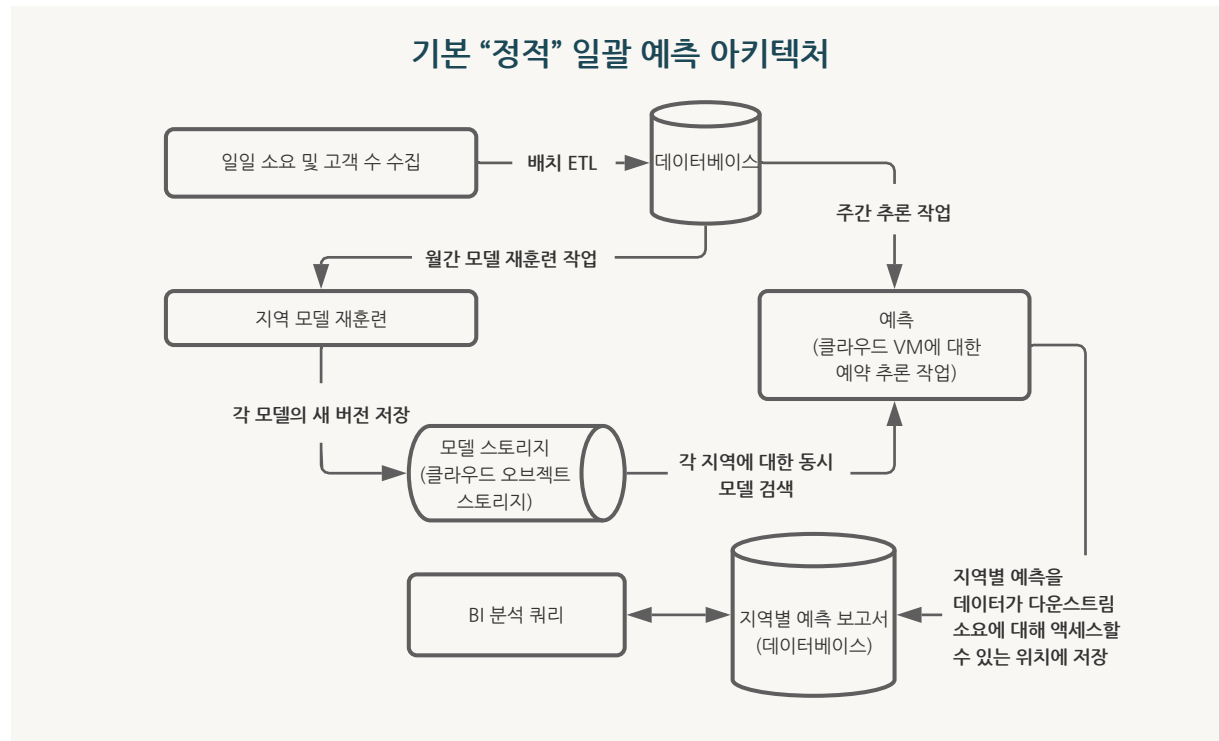 기본 “정적” 일괄 예측 아키텍처
일일 소요 및 고객 수 수집
배치 ETL
데이터베이스
주간 추론 작업
월간 모델 재훈련 작업
지역 모델 재훈련
예측
(클라우드 VM에 대한
예약 추론 작업)
각 모델의 새 버전 저장
모델 스토리지
(클라우드 오브젝트
스토리지)
각 지역에 대한 동시
모델 검색
BI 분석 쿼리
지역별 예측 보고서
(데이터베이스)
지역별 예측을
데이터가 다운스트림
소요에 대해 액세스할
수 있는 위치에 저장